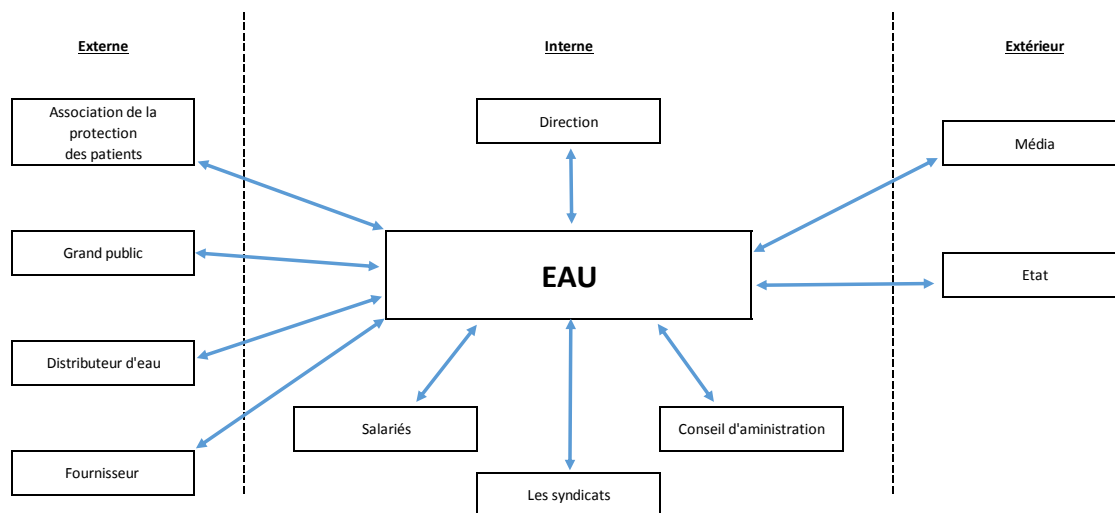 Externe
Interne
Extérieur
Association de la
protection
des patients
Direction
Média
Grand public
EAU
Etat
Distributeur d'eau
Salariés
Conseil d'aministration
Fournisseur
Les syndicats